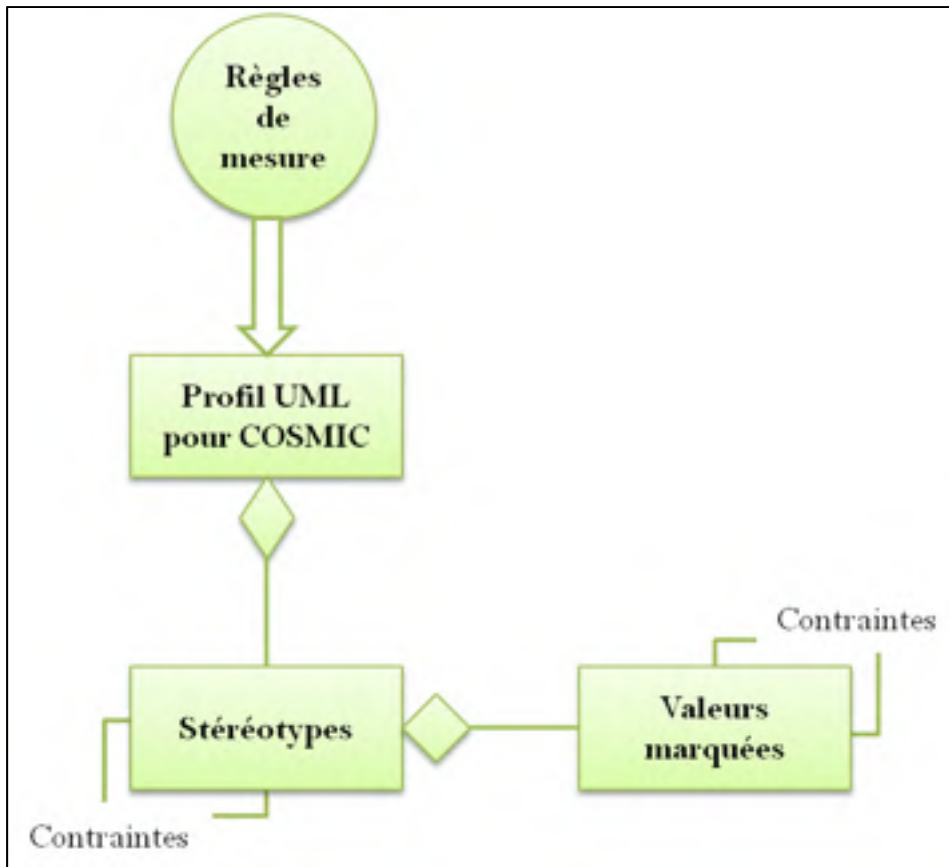 Règles
de
mesure
Profil UML
pour COSMIC
Contraintes
Stéréotypes
Valeurs
marquées
Contraintes